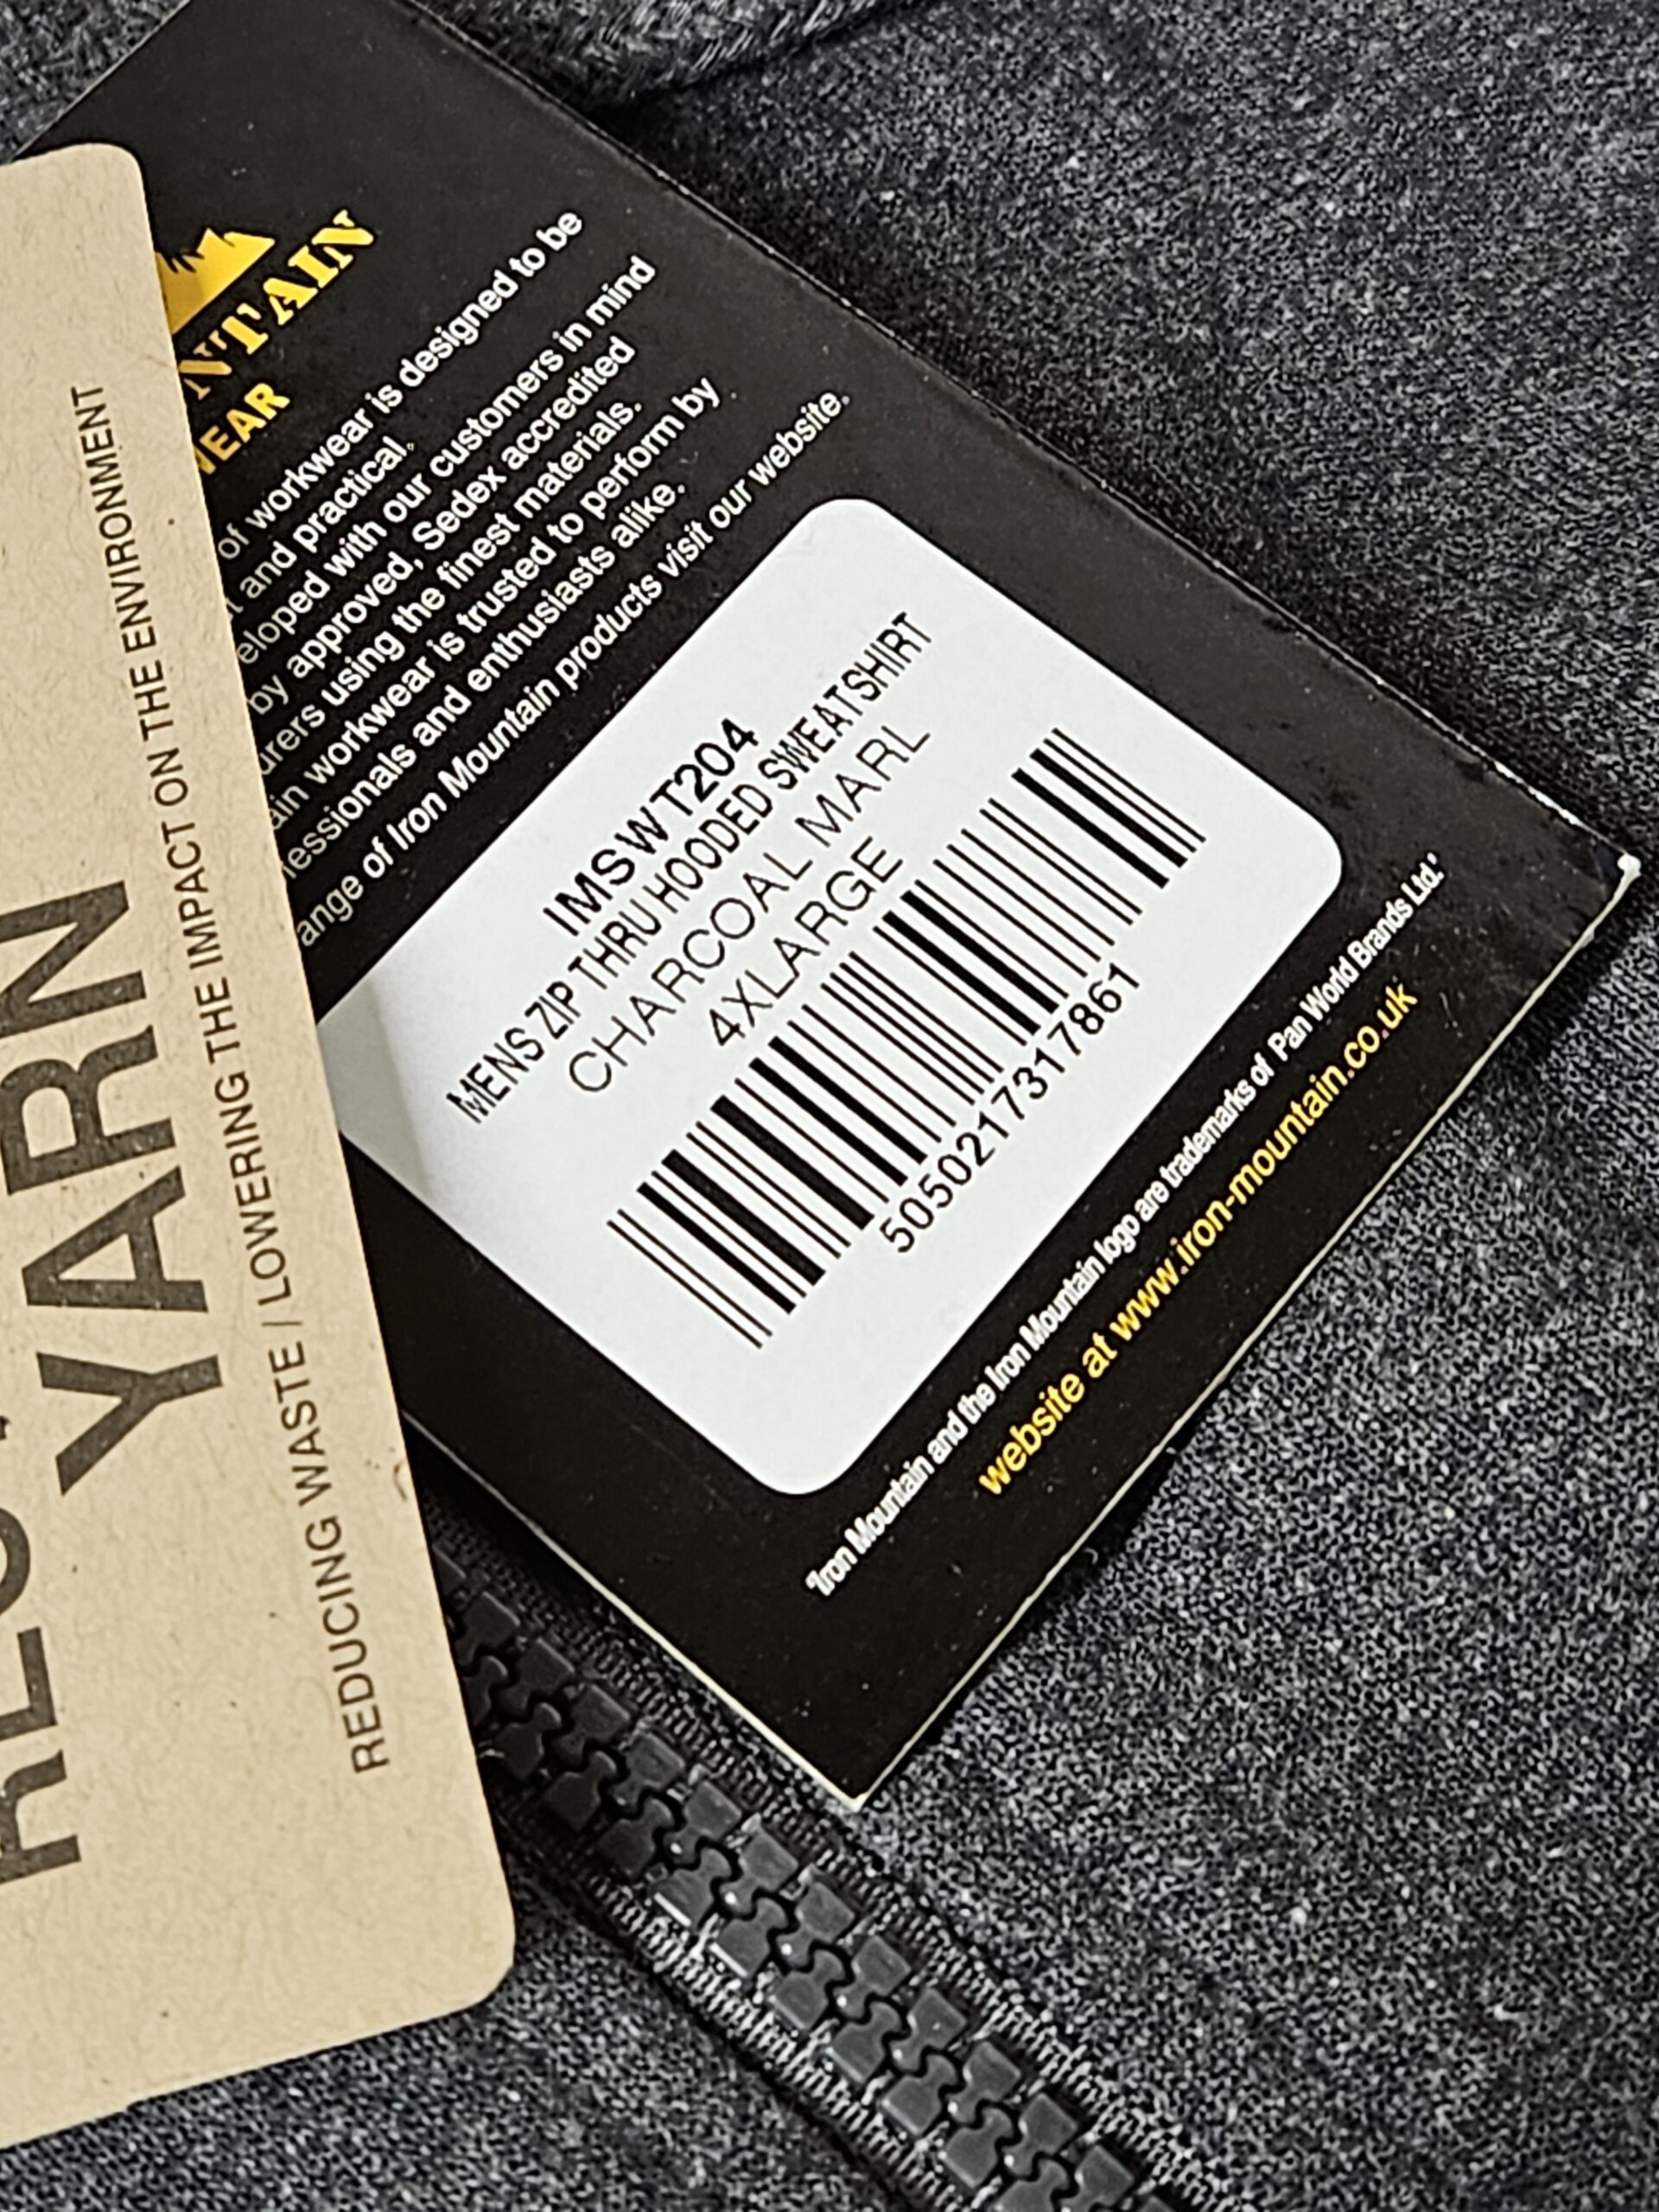 NTAIN
WEAR
of workwear is designed to be
and practical.
eloped with our customers in mind
by approved, Sedex accredited
urers using the finest materials.
ain workwear is trusted to perform by
fessionals and enthusiasts alike.
ange of Iron Mountain products visit our website.
IMSWT204
MENS ZIP THRU HOODED SWEATSHIRT
CHARCOAL MARL
4XLARGE
5050217317861
'Iron Mountain and the Iron Mountain logo are trademarks of Pan World Brands Ltd.'
website at www.iron-mountain.co.uk
YARN
REDUCING WASTE / LOWERING THE IMPACT ON THE ENVIRONMENT